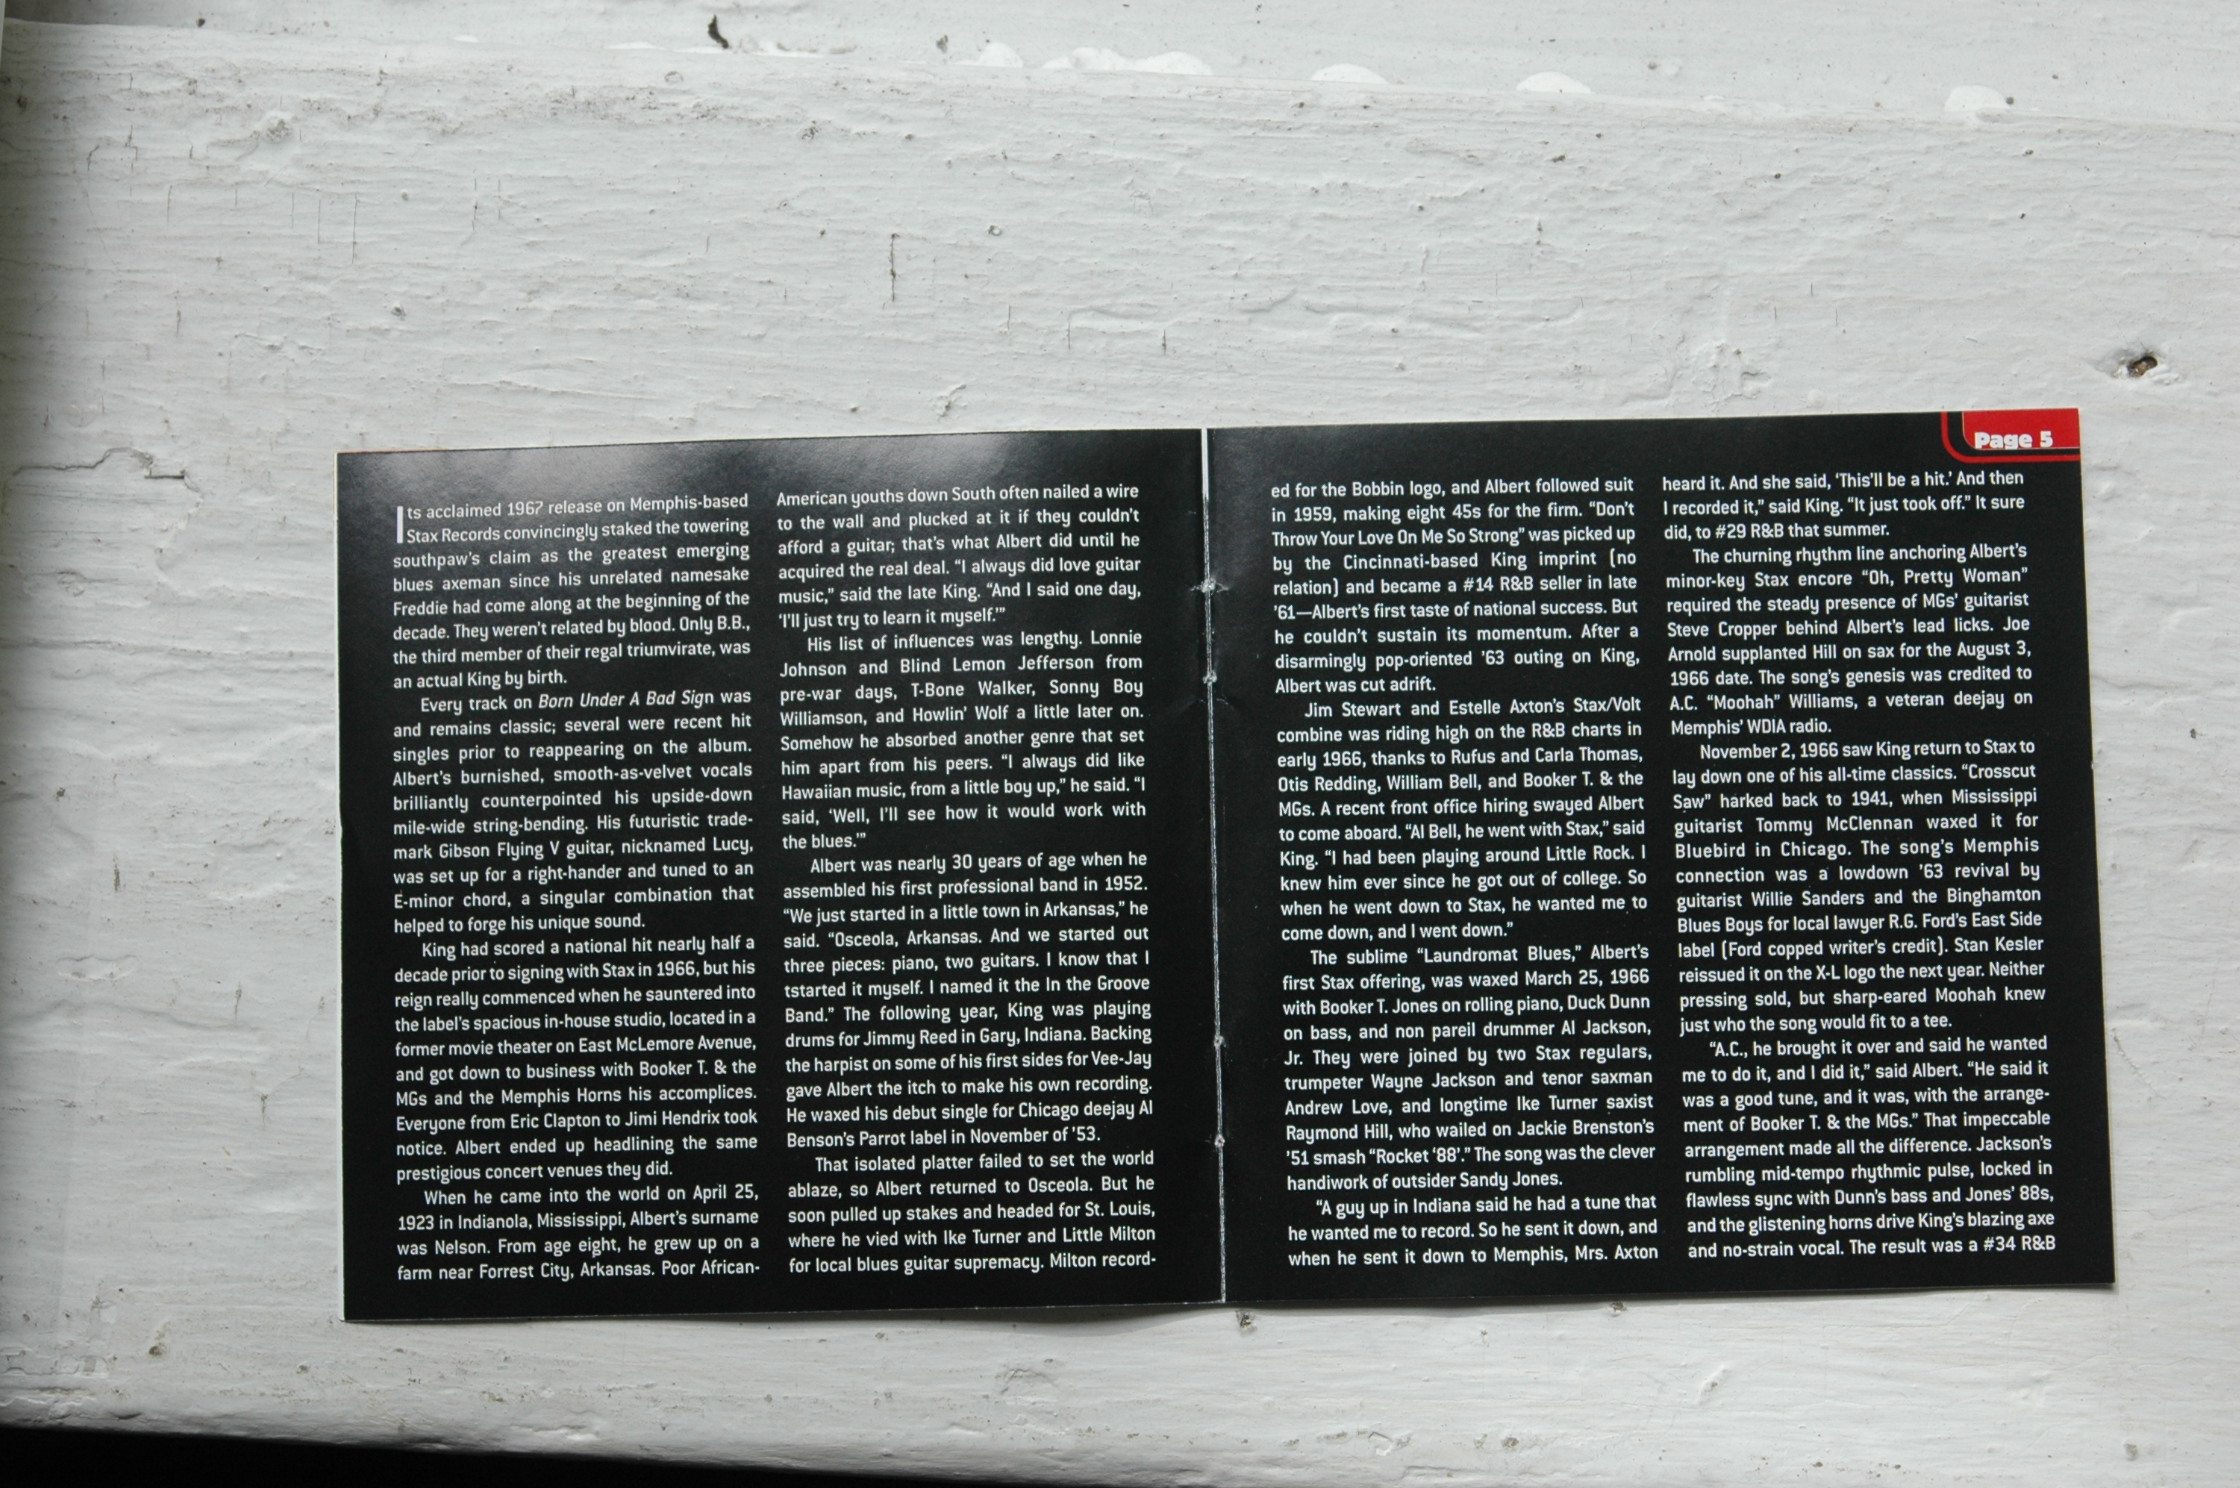 Its acclaimed 1967 release on Memphis-based
Stax Records convincingly staked the towering
southpaw's claim as the greatest emerging
blues axeman since his unrelated namesake
Freddie had come along at the beginning of the
decade. They weren't related by blood. Only B.B.,
the third member of their regal triumvirate, was
an actual King by birth.
Every track on Born Under A Bad Sign was
and remains classic; several were recent hit
singles prior to reappearing on the album.
Albert's burnished, smooth-as-velvet vocals
brilliantly counterpointed his upside-down
mile-wide string-bending. His futuristic trade-
mark Gibson Flying V guitar, nicknamed Lucy,
was set up for a right-hander and tuned to an
E-minor chord, a singular combination that
helped to forge his unique sound.
King had scored a national hit nearly half a
decade prior to signing with Stax in 1966, but his
reign really commenced when he sauntered into
the label's spacious in-house studio, located in a
former movie theater on East McLemore Avenue,
and got down to business with Booker T. & the
MGs and the Memphis Horns his accomplices.
Everyone from Eric Clapton to Jimi Hendrix took
notice. Albert ended up headlining the same
prestigious concert venues they did.
When he came into the world on April 25,
1923 in Indianola, Mississippi, Albert's surname
was Nelson. From age eight, he grew up on a
farm near Forrest City, Arkansas. Poor African-
American youths down South often nailed a wire
to the wall and plucked at it if they couldn't
afford a guitar; that's what Albert did until he
acquired the real deal. "I always did love guitar
music," said the late King. "And I said one day,
'I'll just try to learn it myself.'"
His list of influences was lengthy. Lonnie
Johnson and Blind Lemon Jefferson from
pre-war days, T-Bone Walker, Sonny Boy
Williamson, and Howlin' Wolf a little later on.
Somehow he absorbed another genre that set
him apart from his peers. "I always did like
Hawaiian music, from a little boy up," he said. "I
said, 'Well, I'll see how it would work with
the blues.'"
Albert was nearly 30 years of age when he
assembled his first professional band in 1952.
"We just started in a little town in Arkansas," he
said. "Osceola, Arkansas. And we started out
three pieces: piano, two guitars. I know that I
tstarted it myself. I named it the In the Groove
Band." The following year, King was playing
drums for Jimmy Reed in Gary, Indiana. Backing
the harpist on some of his first sides for Vee-Jay
gave Albert the itch to make his own recording.
He waxed his debut single for Chicago deejay Al
Benson's Parrot label in November of '53.
That isolated platter failed to set the world
ablaze, so Albert returned to Osceola. But he
soon pulled up stakes and headed for St. Louis,
where he vied with Ike Turner and Little Milton
for local blues guitar supremacy. Milton record-
Page 5
ed for the Bobbin logo, and Albert followed suit
in 1959, making eight 45s for the firm. "Don't
Throw Your Love On Me So Strong" was picked up
by the Cincinnati-based King imprint (no
relation) and became a #14 R&B seller in late
'61—Albert's first taste of national success. But
he couldn't sustain its momentum. After a
disarmingly pop-oriented '63 outing on King,
Albert was cut adrift.
Jim Stewart and Estelle Axton's Stax/Volt
combine was riding high on the R&B charts in
early 1966, thanks to Rufus and Carla Thomas,
Otis Redding, William Bell, and Booker T. & the
MGs. A recent front office hiring swayed Albert
to come aboard. "Al Bell, he went with Stax," said
King. "I had been playing around Little Rock. I
knew him ever since he got out of college. So
when he went down to Stax, he wanted me to
come down, and I went down."
The sublime "Laundromat Blues," Albert's
first Stax offering, was waxed March 25, 1966
with Booker T. Jones on rolling piano, Duck Dunn
on bass, and non pareil drummer Al Jackson,
Jr. They were joined by two Stax regulars,
trumpeter Wayne Jackson and tenor saxman
Andrew Love, and longtime Ike Turner saxist
Raymond Hill, who wailed on Jackie Brenston's
'51 smash "Rocket '88'." The song was the clever
handiwork of outsider Sandy Jones.
"A guy up in Indiana said he had a tune that
he wanted me to record. So he sent it down, and
when he sent it down to Memphis, Mrs. Axton
heard it. And she said, 'This'll be a hit.' And then
I recorded it," said King. "It just took off." It sure
did, to #29 R&B that summer.
The churning rhythm line anchoring Albert's
minor-key Stax encore "Oh, Pretty Woman"
required the steady presence of MGs' guitarist
Steve Cropper behind Albert's lead licks. Joe
Arnold supplanted Hill on sax for the August 3,
1966 date. The song's genesis was credited to
A.C. "Moohah" Williams, a veteran deejay on
Memphis' WDIA radio.
November 2, 1966 saw King return to Stax to
lay down one of his all-time classics. "Crosscut
Saw" harked back to 1941, when Mississippi
guitarist Tommy McClennan waxed it for
Bluebird in Chicago. The song's Memphis
connection was a lowdown '63 revival by
guitarist Willie Sanders and the Binghamton
Blues Boys for local lawyer R.G. Ford's East Side
label (Ford copped writer's credit). Stan Kesler
reissued it on the X-L logo the next year. Neither
pressing sold, but sharp-eared Moohah knew
just who the song would fit to a tee.
"A.C., he brought it over and said he wanted
me to do it, and I did it," said Albert. "He said it
was a good tune, and it was, with the arrange-
ment of Booker T. & the MGs." That impeccable
arrangement made all the difference. Jackson's
rumbling mid-tempo rhythmic pulse, locked in
flawless sync with Dunn's bass and Jones' 88s,
and the glistening horns drive King's blazing axe
and no-strain vocal. The result was a #34 R&B